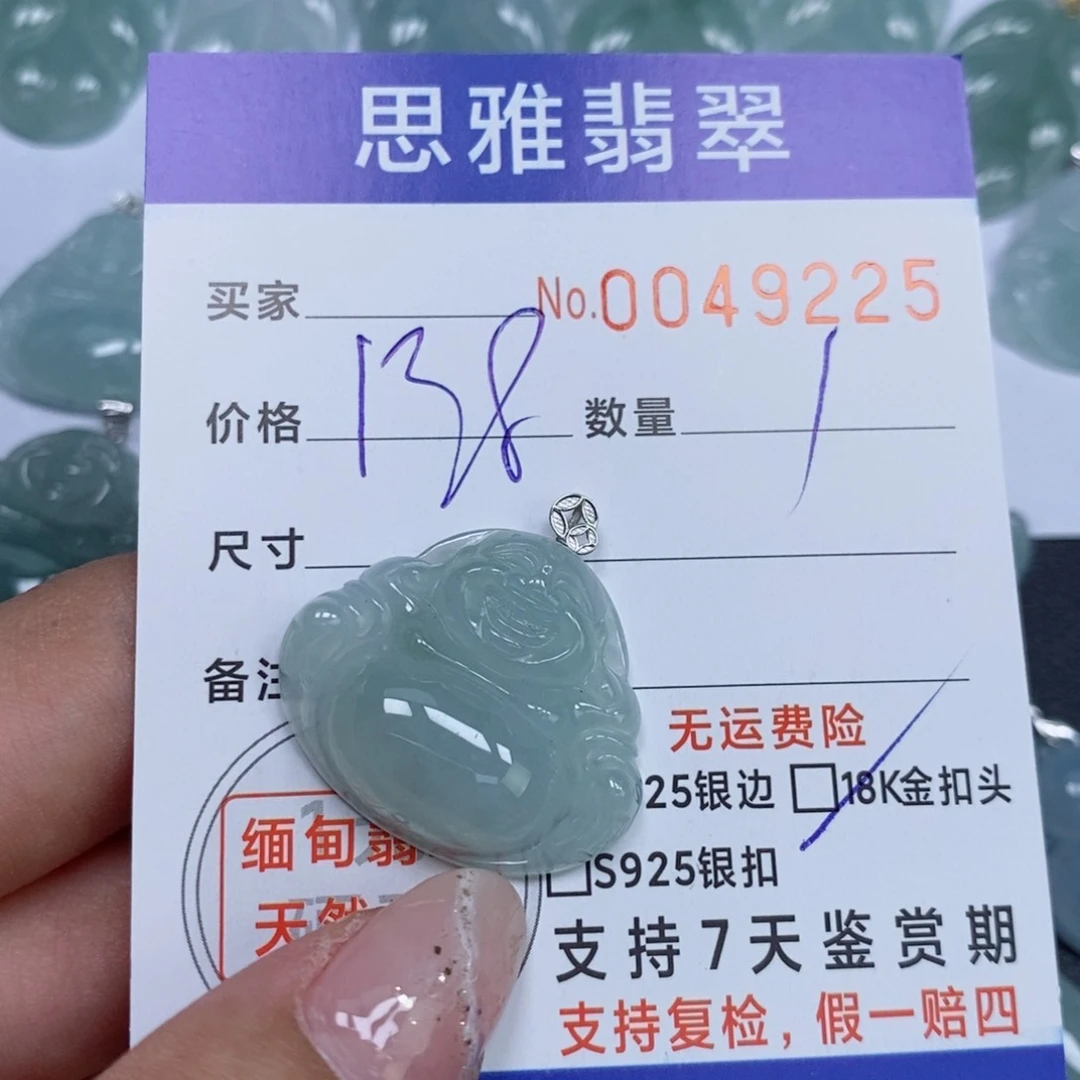 思雅翡翠
买家 No.0049225
价格 138 数量 1
尺寸
备注
无运费险
25银边 □18K金扣头
□S925银扣
缅甸翡
天然
支持7天鉴赏期
支持复检，假一赔四